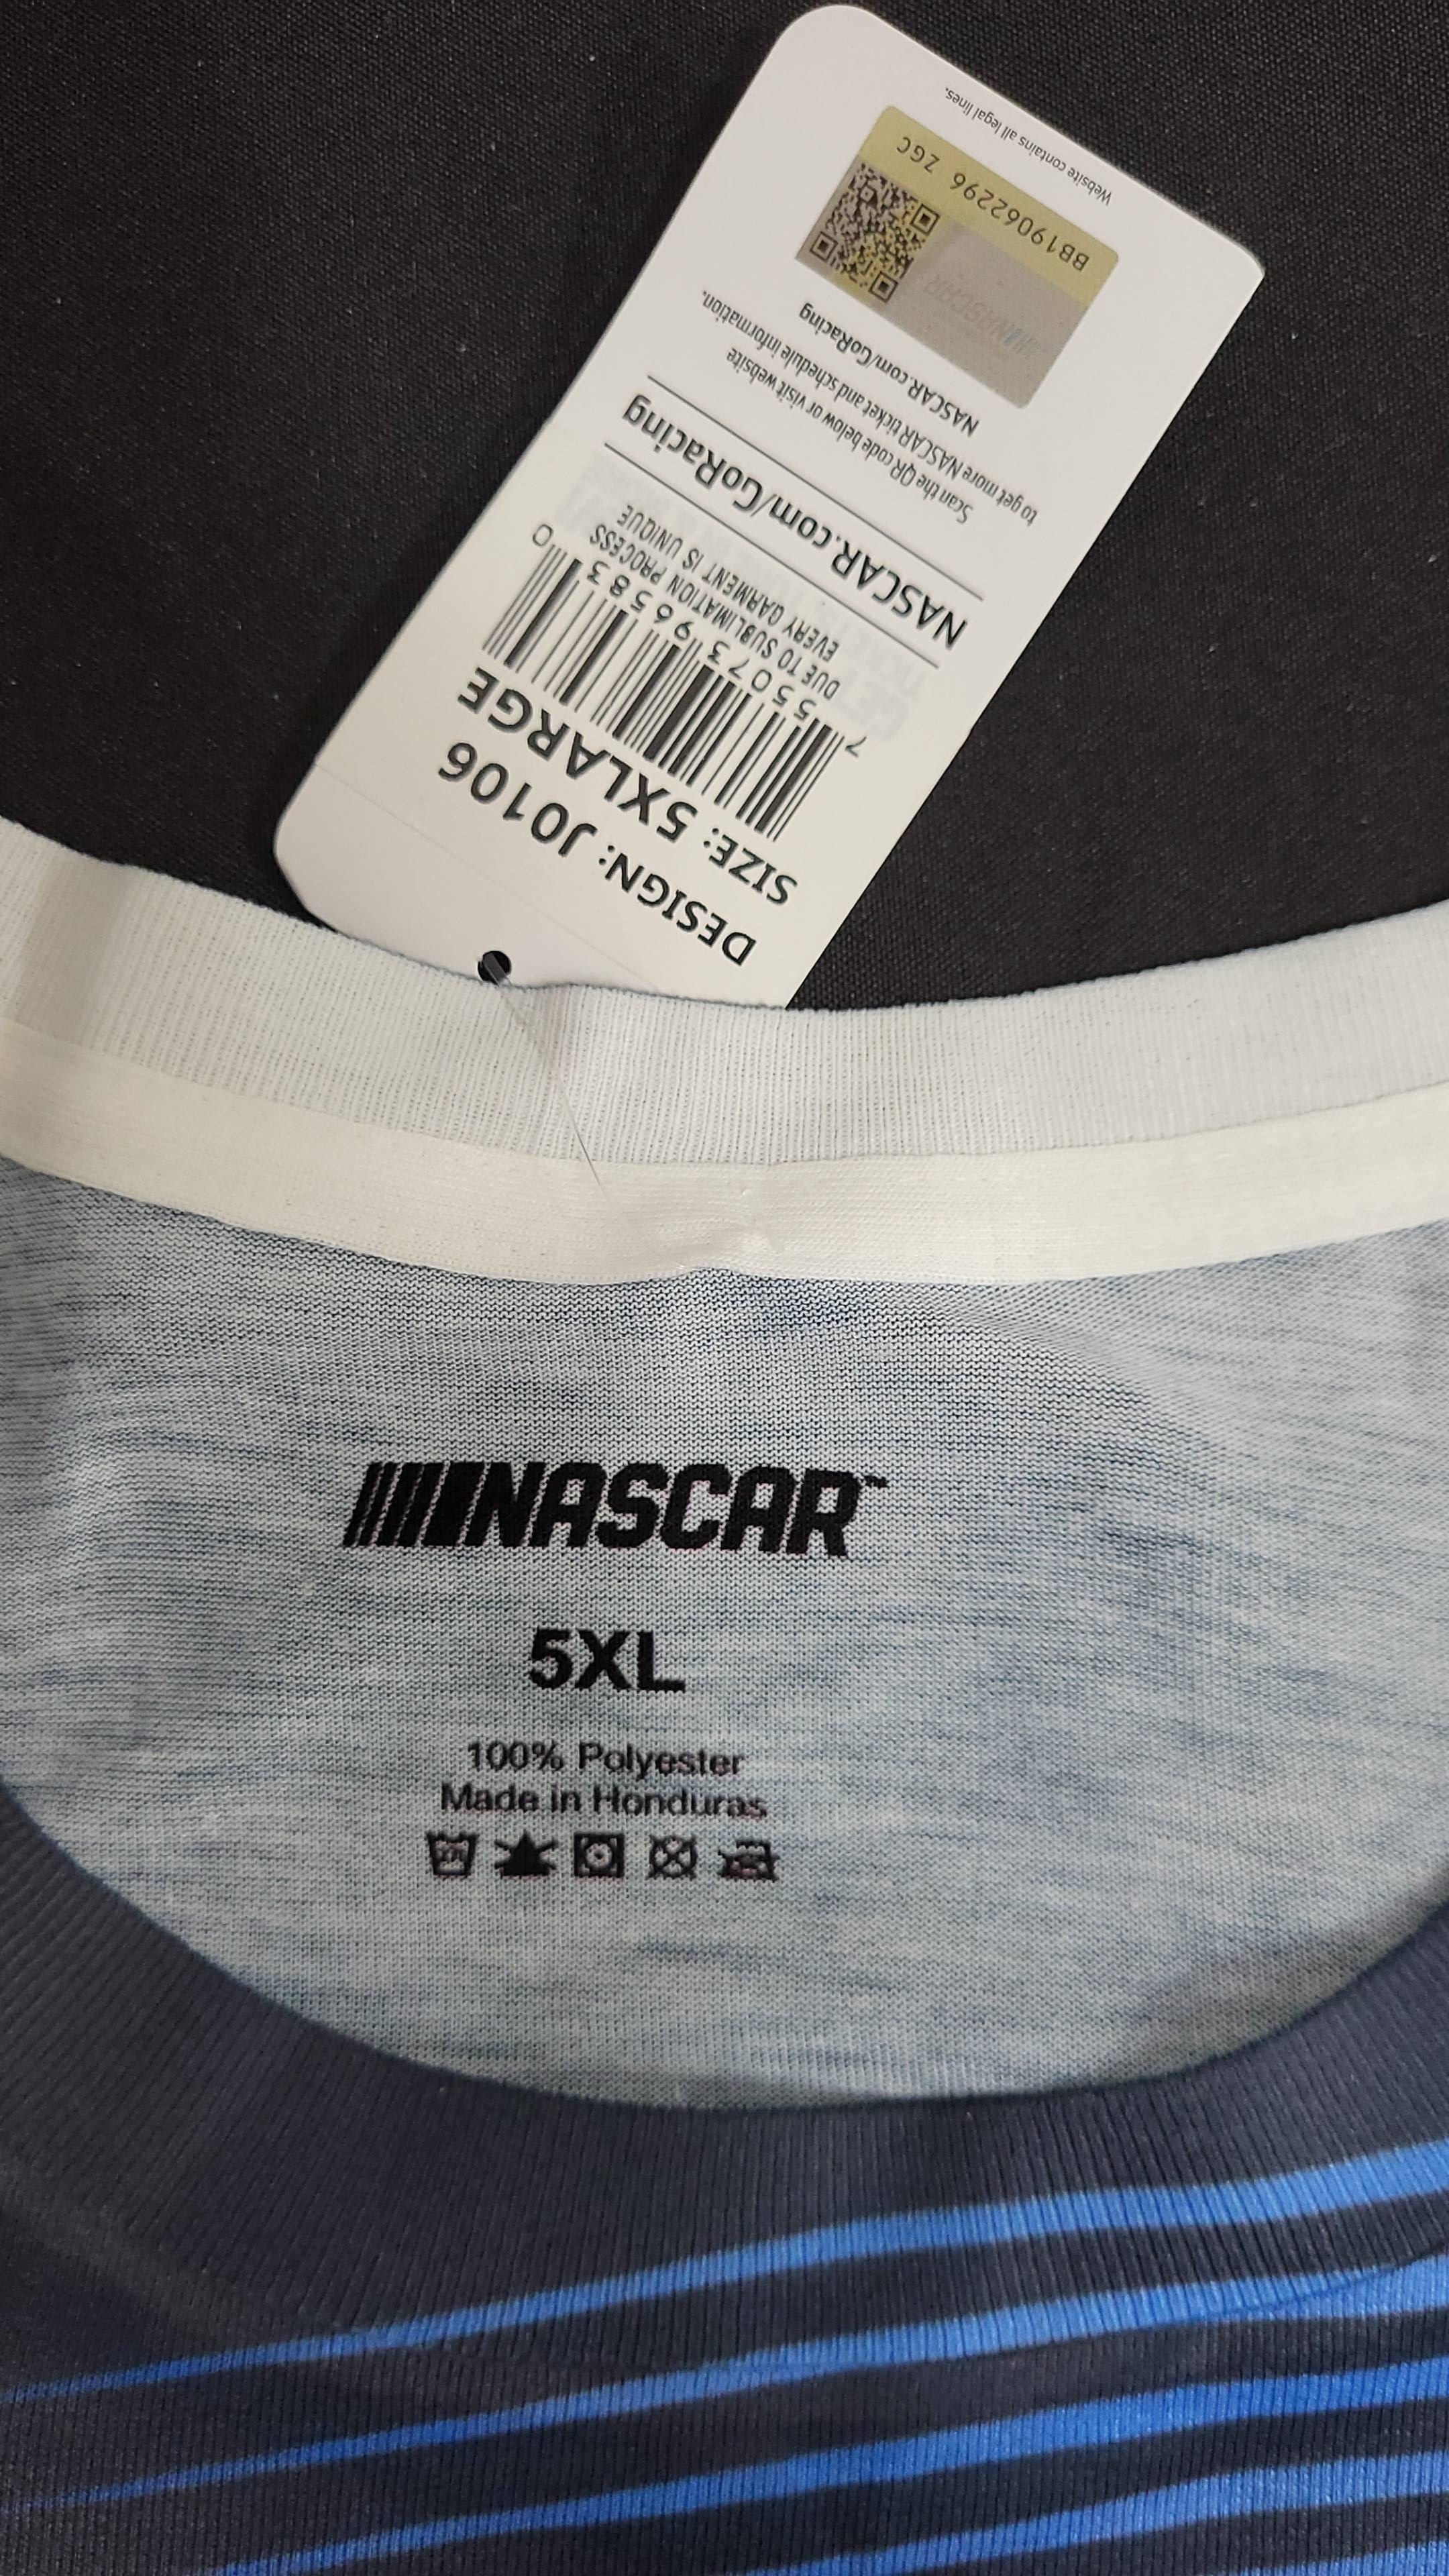 DESIGN: J0106
SIZE: 5XLARGE
7 55073 96583 0
DUE TO SUBLIMATION PROCESS
EVERY GARMENT IS UNIQUE
NASCAR.com/GoRacing
Scan the QR code below or visit website
to get more NASCAR ticket and schedule information.
NASCAR.com/GoRacing
NASCAR
BB19062296 ZGC
Website contains all legal lines.
NASCAR™
5XL
100% Polyester
Made in Honduras